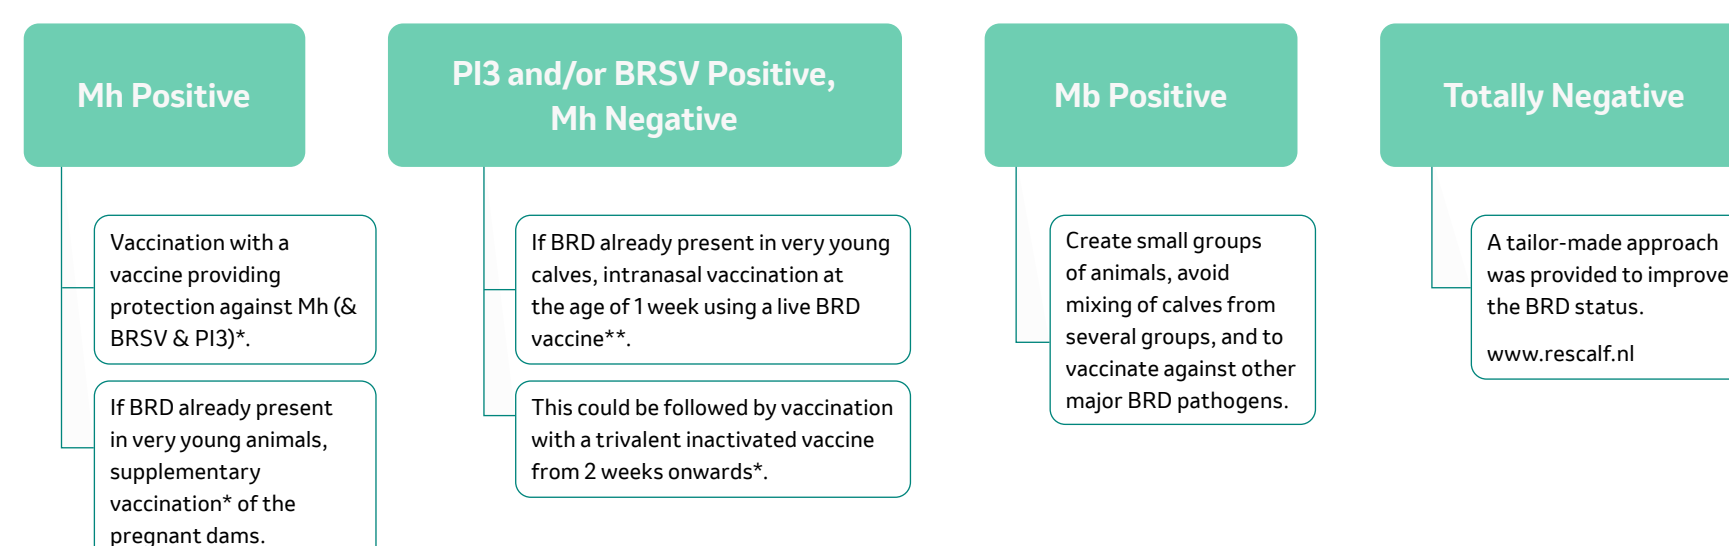 Mh Positive
Vaccination with a
vaccine providing
protection against Mh (&
BRSV & PI3)*.
If BRD already present
in very young animals,
supplementary
vaccination* of the
pregnant dams.
PI3 and/or BRSV Positive,
Mh Negative
If BRD already present in very young
calves, intranasal vaccination at
the age of 1 week using a live BRD
vaccine**.
This could be followed by vaccination
with a trivalent inactivated vaccine
from 2 weeks onwards*.
Mb Positive
Create small groups
of animals, avoid
mixing of calves from
several groups, and to
vaccinate against other
major BRD pathogens.
Totally Negative
A tailor-made approach
was provided to improve
the BRD status.
www.rescalf.nl